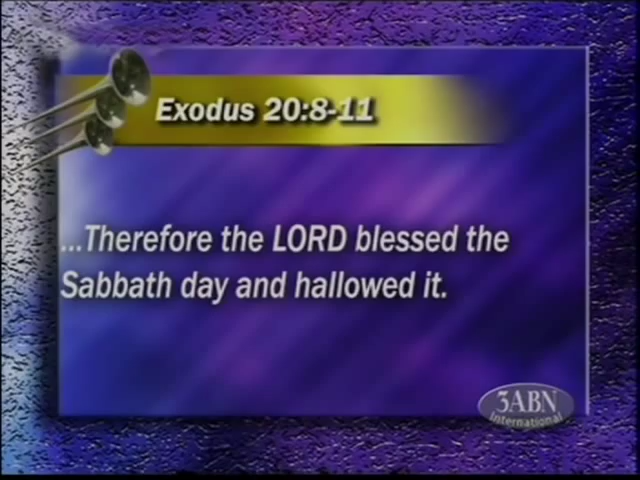 Exodus 20:8-11
...Therefore the LORD blessed the
Sabbath day and hallowed it.
3ABN
International